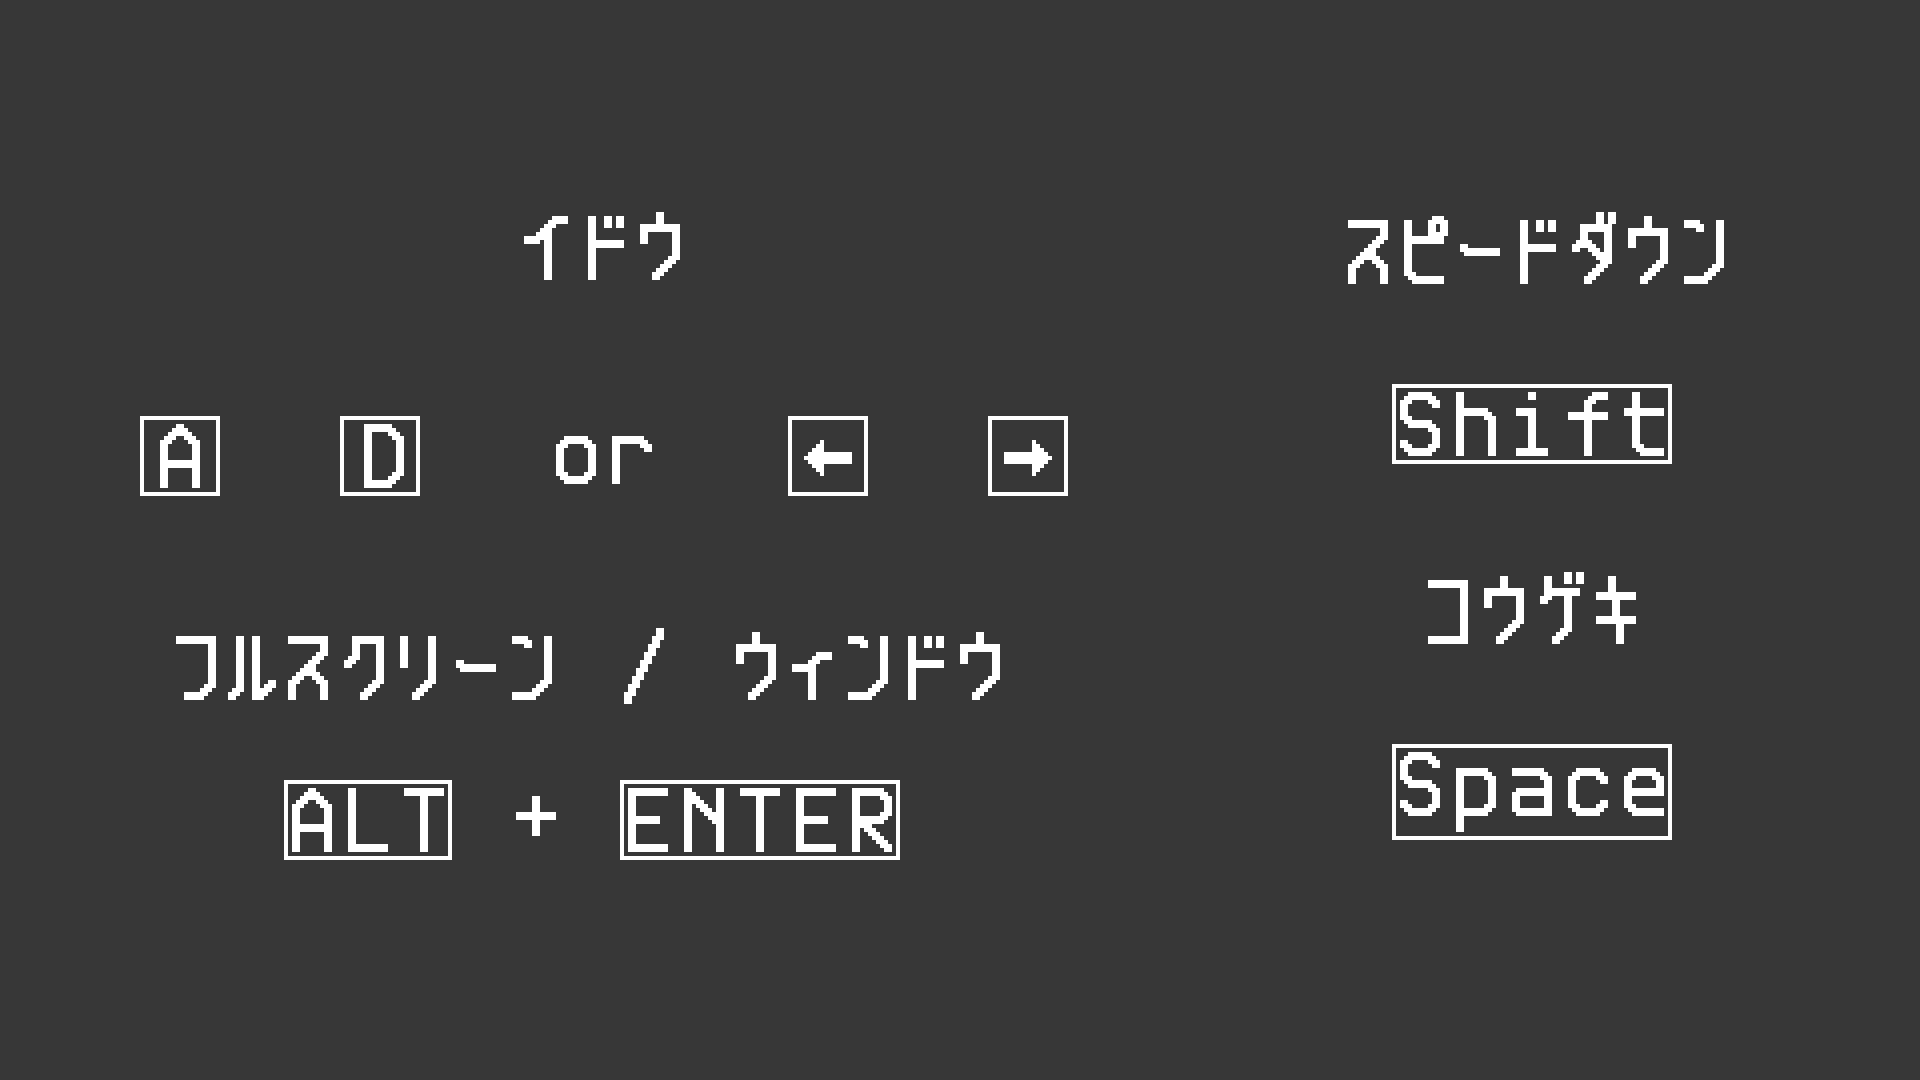 イドウ
A D or ← →
フルスクリーン / ウィンドウ
ALT + ENTER
スピードダウン
Shift
コウゲキ
Space